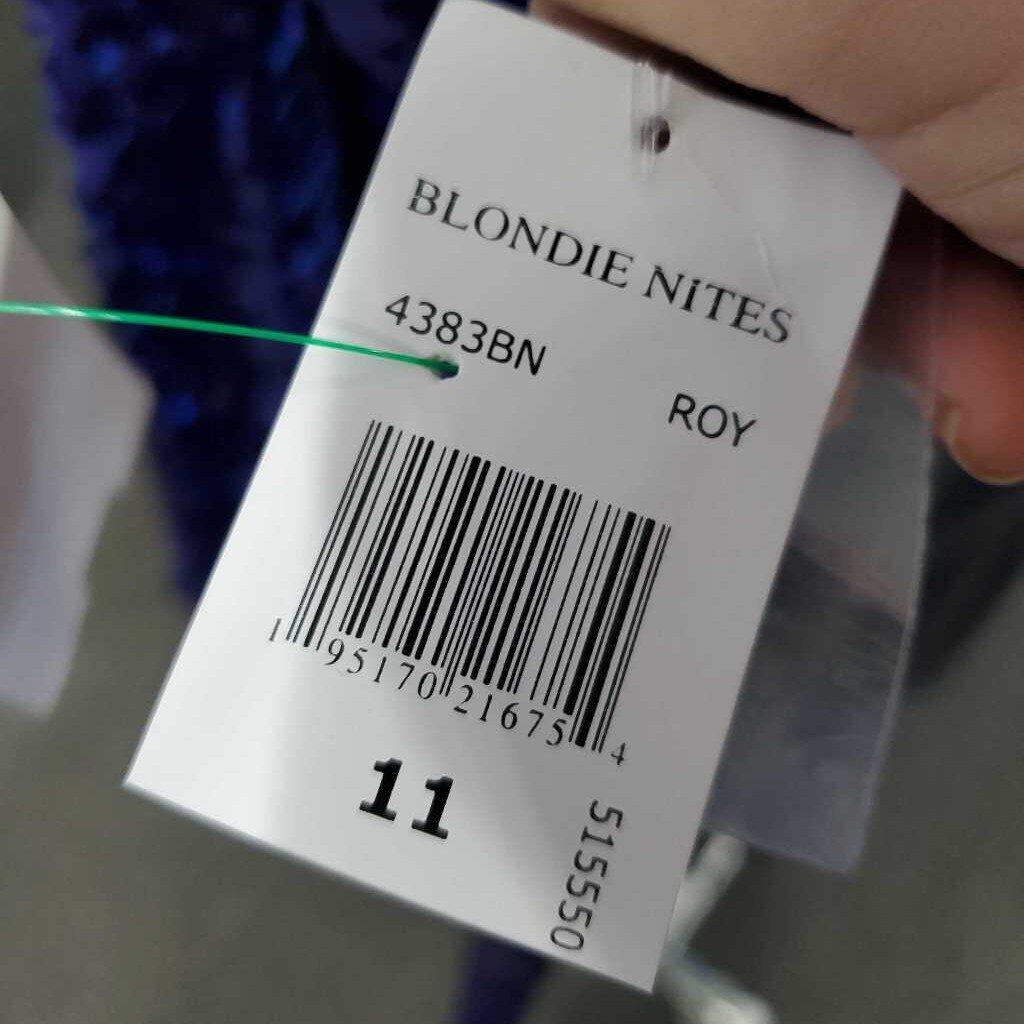 BLONDIE NiTES
4383BN
ROY
1 95170 21675 4
11
515550